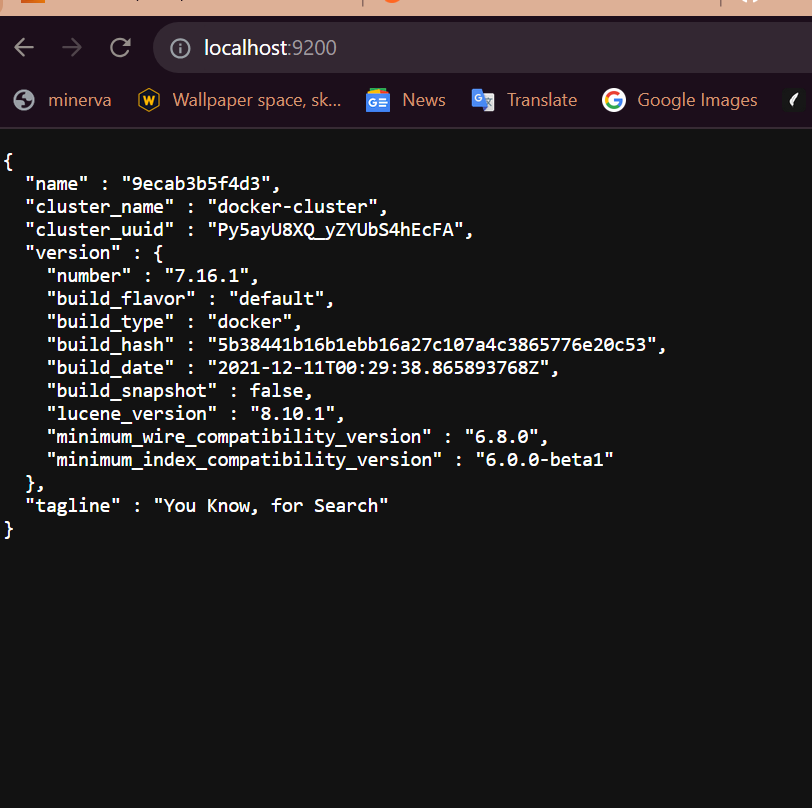 localhost:9200
minerva
Wallpaper space, sk...
News
Translate
Google Images
{
"name" : "9ecab3b5f4d3",
"cluster_name" : "docker-cluster",
"cluster_uuid" : "Py5ayU8XQ_yZYUbS4hEcFA",
"version" : {
"number" : "7.16.1",
"build_flavor" : "default",
"build_type" : "docker",
"build_hash" : "5b38441b16b1ebb16a27c107a4c3865776e20c53",
"build_date" : "2021-12-11T00:29:38.865893768Z",
"build_snapshot" : false,
"lucene_version" : "8.10.1",
"minimum_wire_compatibility_version" : "6.8.0",
"minimum_index_compatibility_version" : "6.0.0-beta1"
},
"tagline" : "You Know, for Search"
}